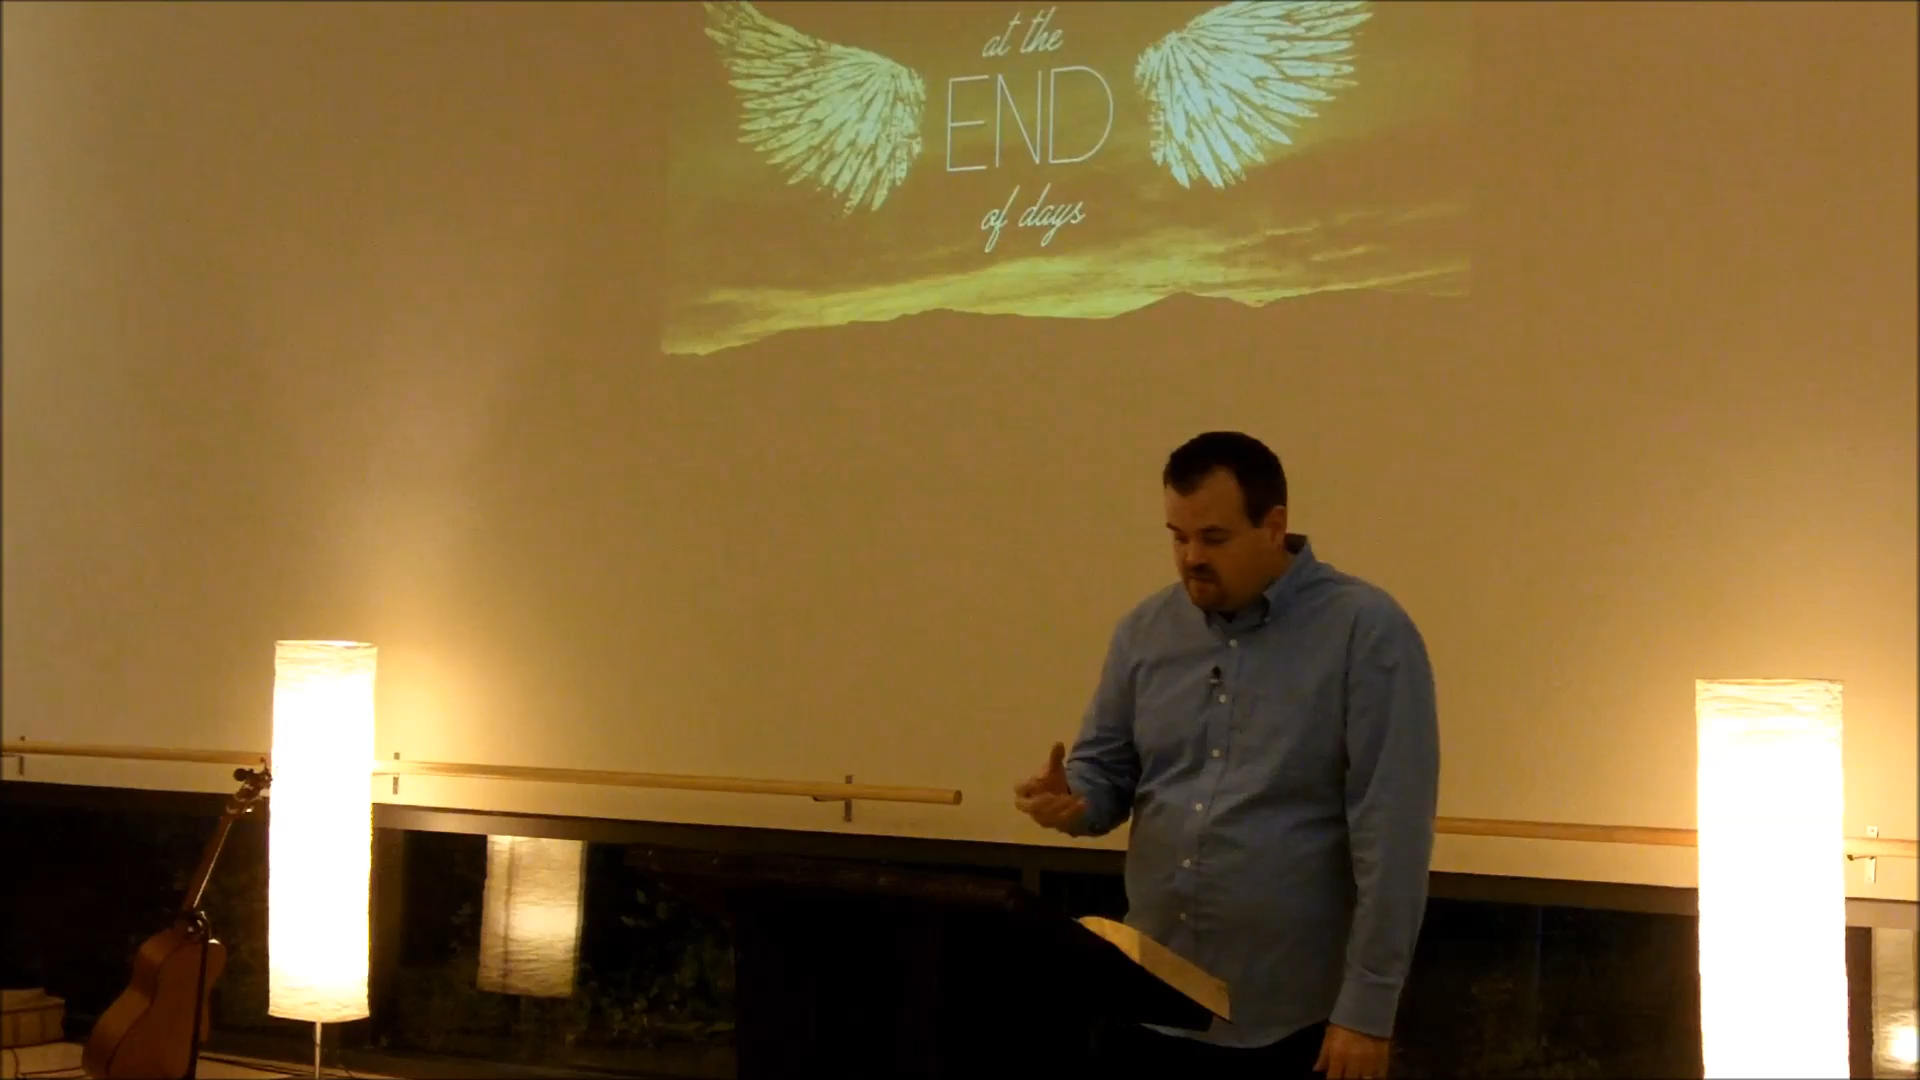 at the
END
of days